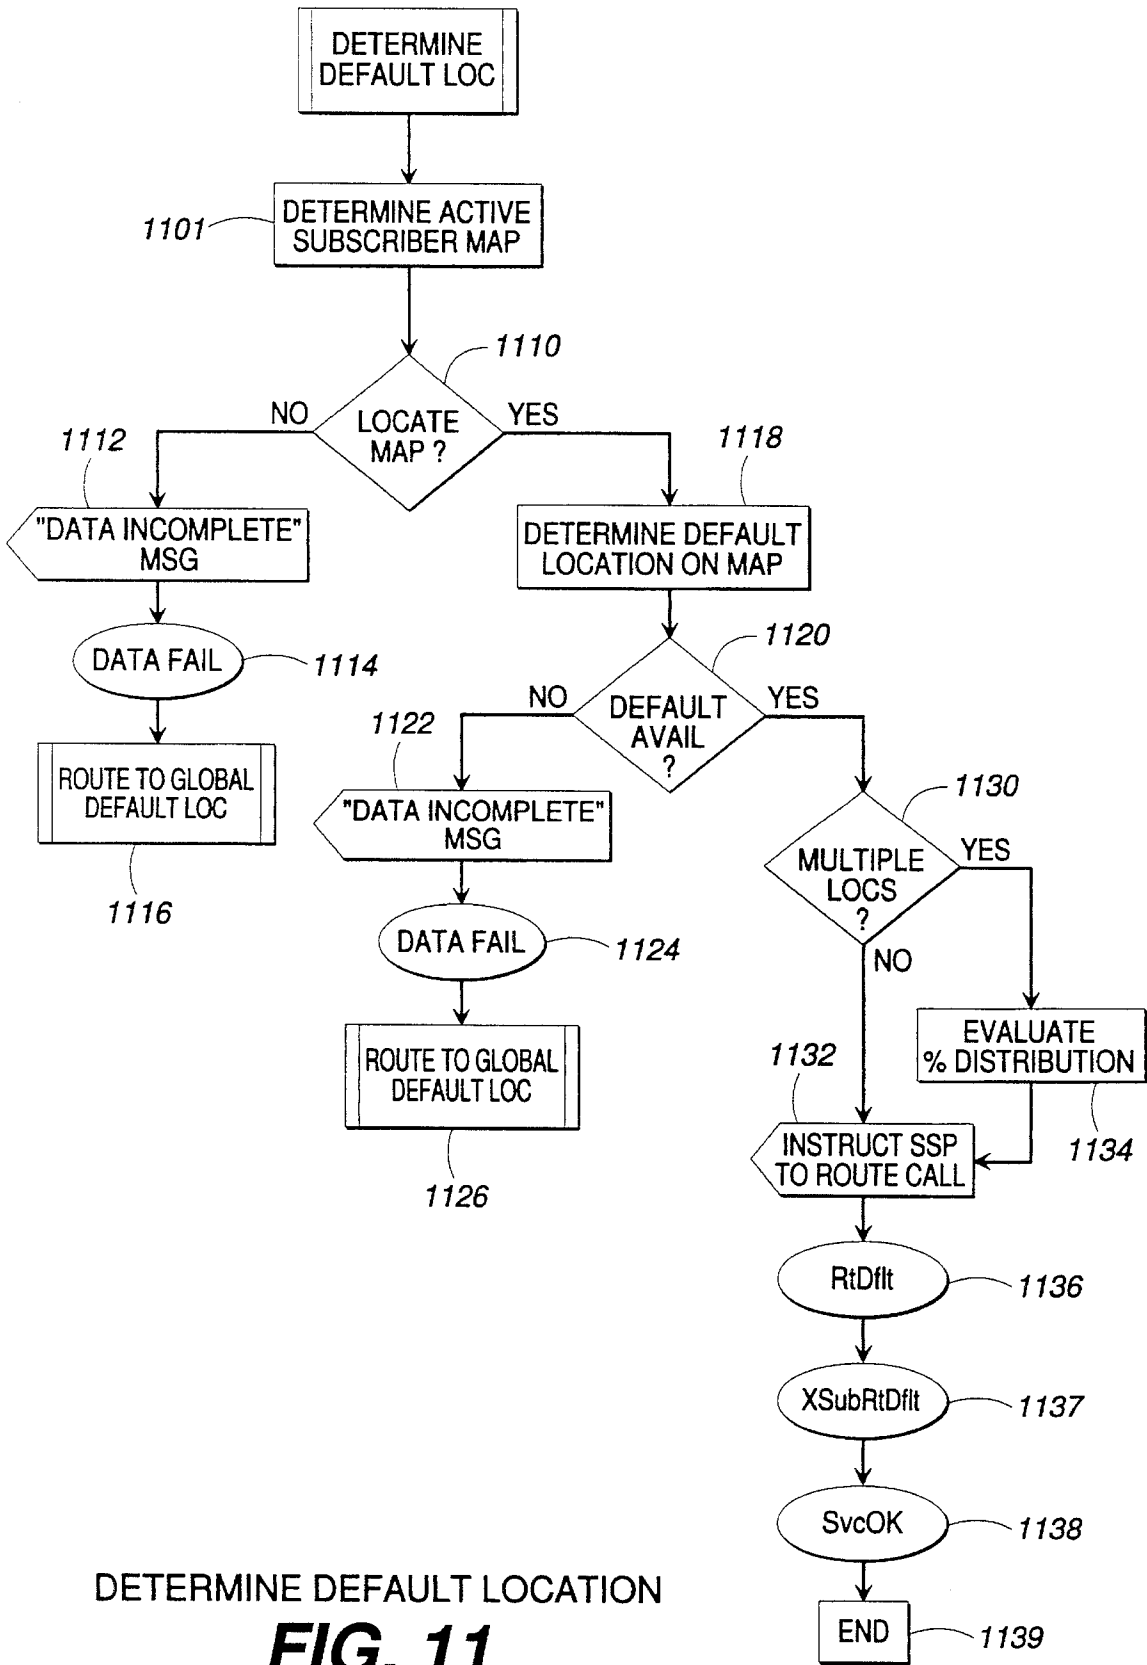 DETERMINE
DEFAULT LOC
1101
DETERMINE ACTIVE
SUBSCRIBER MAP
1110
NO
LOCATE
MAP ?
YES
1112
"DATA INCOMPLETE"
MSG
1118
DETERMINE DEFAULT
LOCATION ON MAP
DATA FAIL
1114
1120
NO
DEFAULT
AVAIL
?
YES
ROUTE TO GLOBAL
DEFAULT LOC
1116
1122
"DATA INCOMPLETE"
MSG
1130
MULTIPLE
LOCS
?
YES
NO
DATA FAIL
1124
EVALUATE
% DISTRIBUTION
1134
ROUTE TO GLOBAL
DEFAULT LOC
1126
1132
INSTRUCT SSP
TO ROUTE CALL
RtDflt
1136
XSubRtDflt
1137
SvcOK
1138
END
1139
DETERMINE DEFAULT LOCATION
FIG. 11